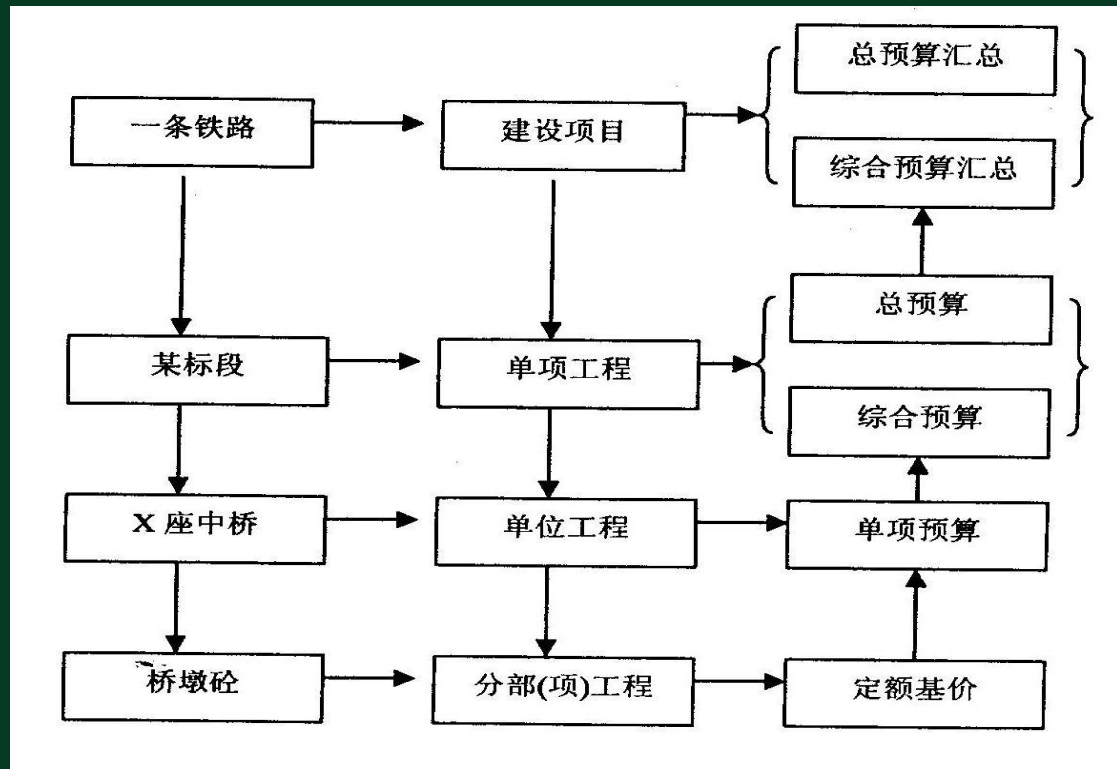 总预算汇总
一条铁路
建设项目
综合预算汇总
总预算
某标段
单项工程
综合预算
X 座中桥
单位工程
单项预算
桥墩砼
分部(项)工程
定额基价